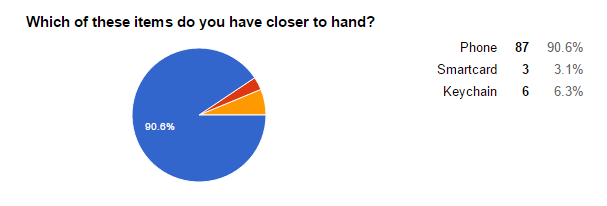 Which of these items do you have closer to hand?
Phone 87 90.6%
Smartcard 3 3.1%
Keychain 6 6.3%
90.6%